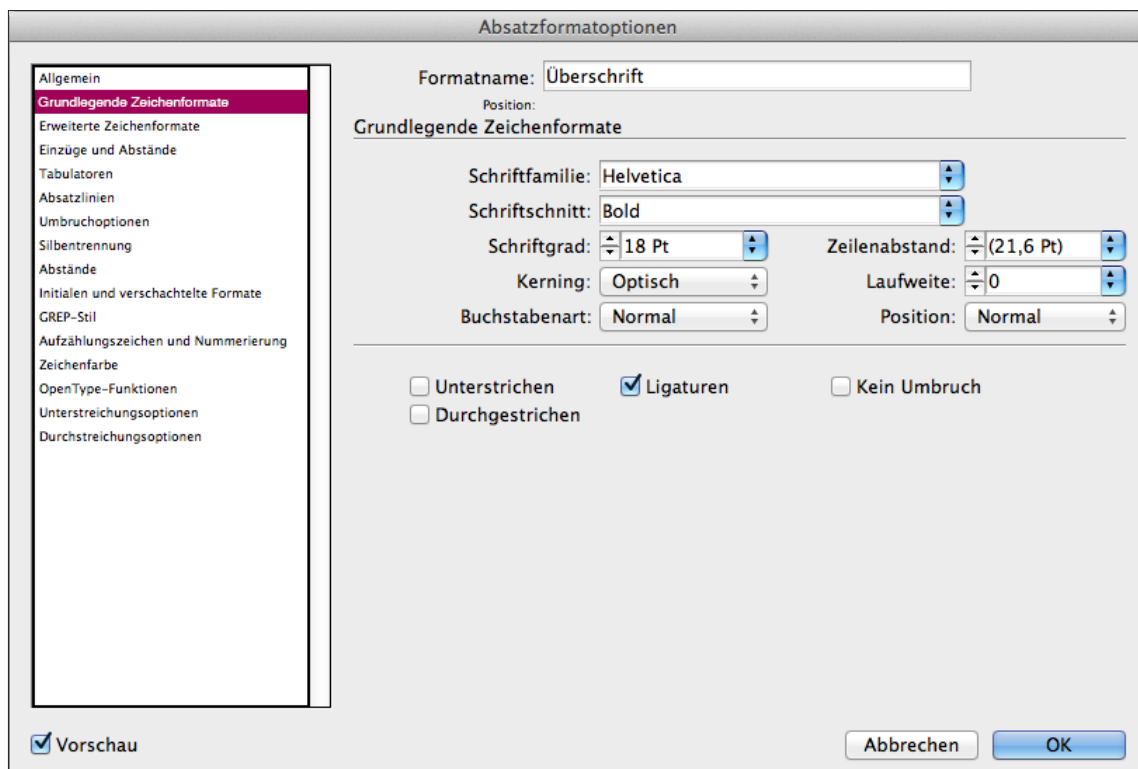 Absatzformatoptionen
Allgemein
Grundlegende Zeichenformate
Erweiterte Zeichenformate
Einzüge und Abstände
Tabulatoren
Absatzlinien
Umbruchoptionen
Silbentrennung
Abstände
Initialen und verschachtelte Formate
GREP-Stil
Aufzählungszeichen und Nummerierung
Zeichenfarbe
OpenType-Funktionen
Unterstreichungsoptionen
Durchstreichungsoptionen
Formatname: Überschrift
Position:
Grundlegende Zeichenformate
Schriftfamilie: Helvetica
Schriftschnitt: Bold
Schriftgrad: 18 Pt Zeilenabstand: (21,6 Pt)
Kerning: Optisch Laufweite: 0
Buchstabenart: Normal Position: Normal
Unterstrichen Ligaturen Kein Umbruch
Durchgestrichen
Vorschau Abbrechen OK